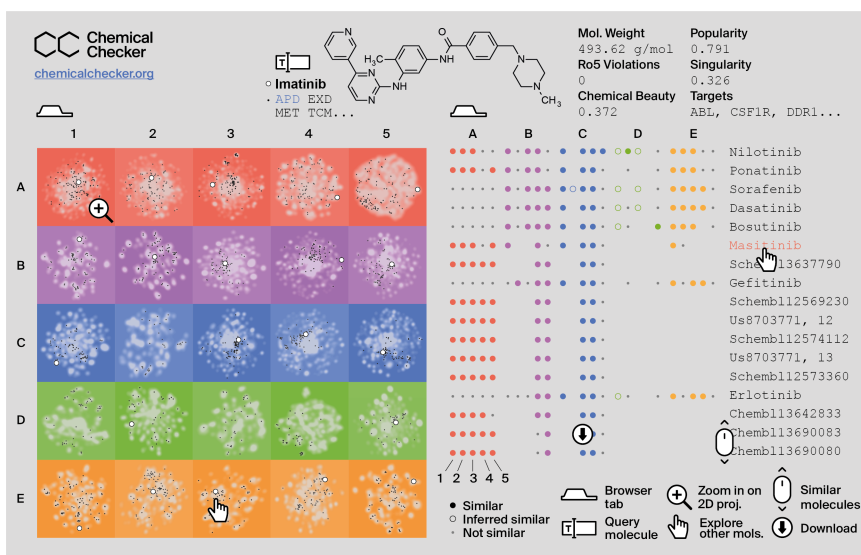 Chemical
Checker
chemicalchecker.org
T
Imatinib
APD EXD
MET TCM...
N
N
N
H₃C
NH
O
NH
N
N
CH₃
Mol. Weight
493.62 g/mol
Ro5 Violations
0
Chemical Beauty
0.372
Popularity
0.791
Singularity
0.326
Targets
ABL, CSF1R, DDR1...
1 2 3 4 5
A
B
C
D
E
A B C D E
Nilotinib
Ponatinib
Sorafenib
Dasatinib
Bosutinib
Masitinib
Schembl13637790
Gefitinib
Schembl12569230
Us8703771, 12
Schembl12574112
Us8703771, 13
Schembl12573360
Erlotinib
Chembl13642833
Chembl13690083
Chembl13690080
1 2 3 4 5
Similar
Inferred similar
Not similar
Browser
tab
T
Query
molecule
Zoom in on
2D proj.
Explore
other mols.
Similar
molecules
Download